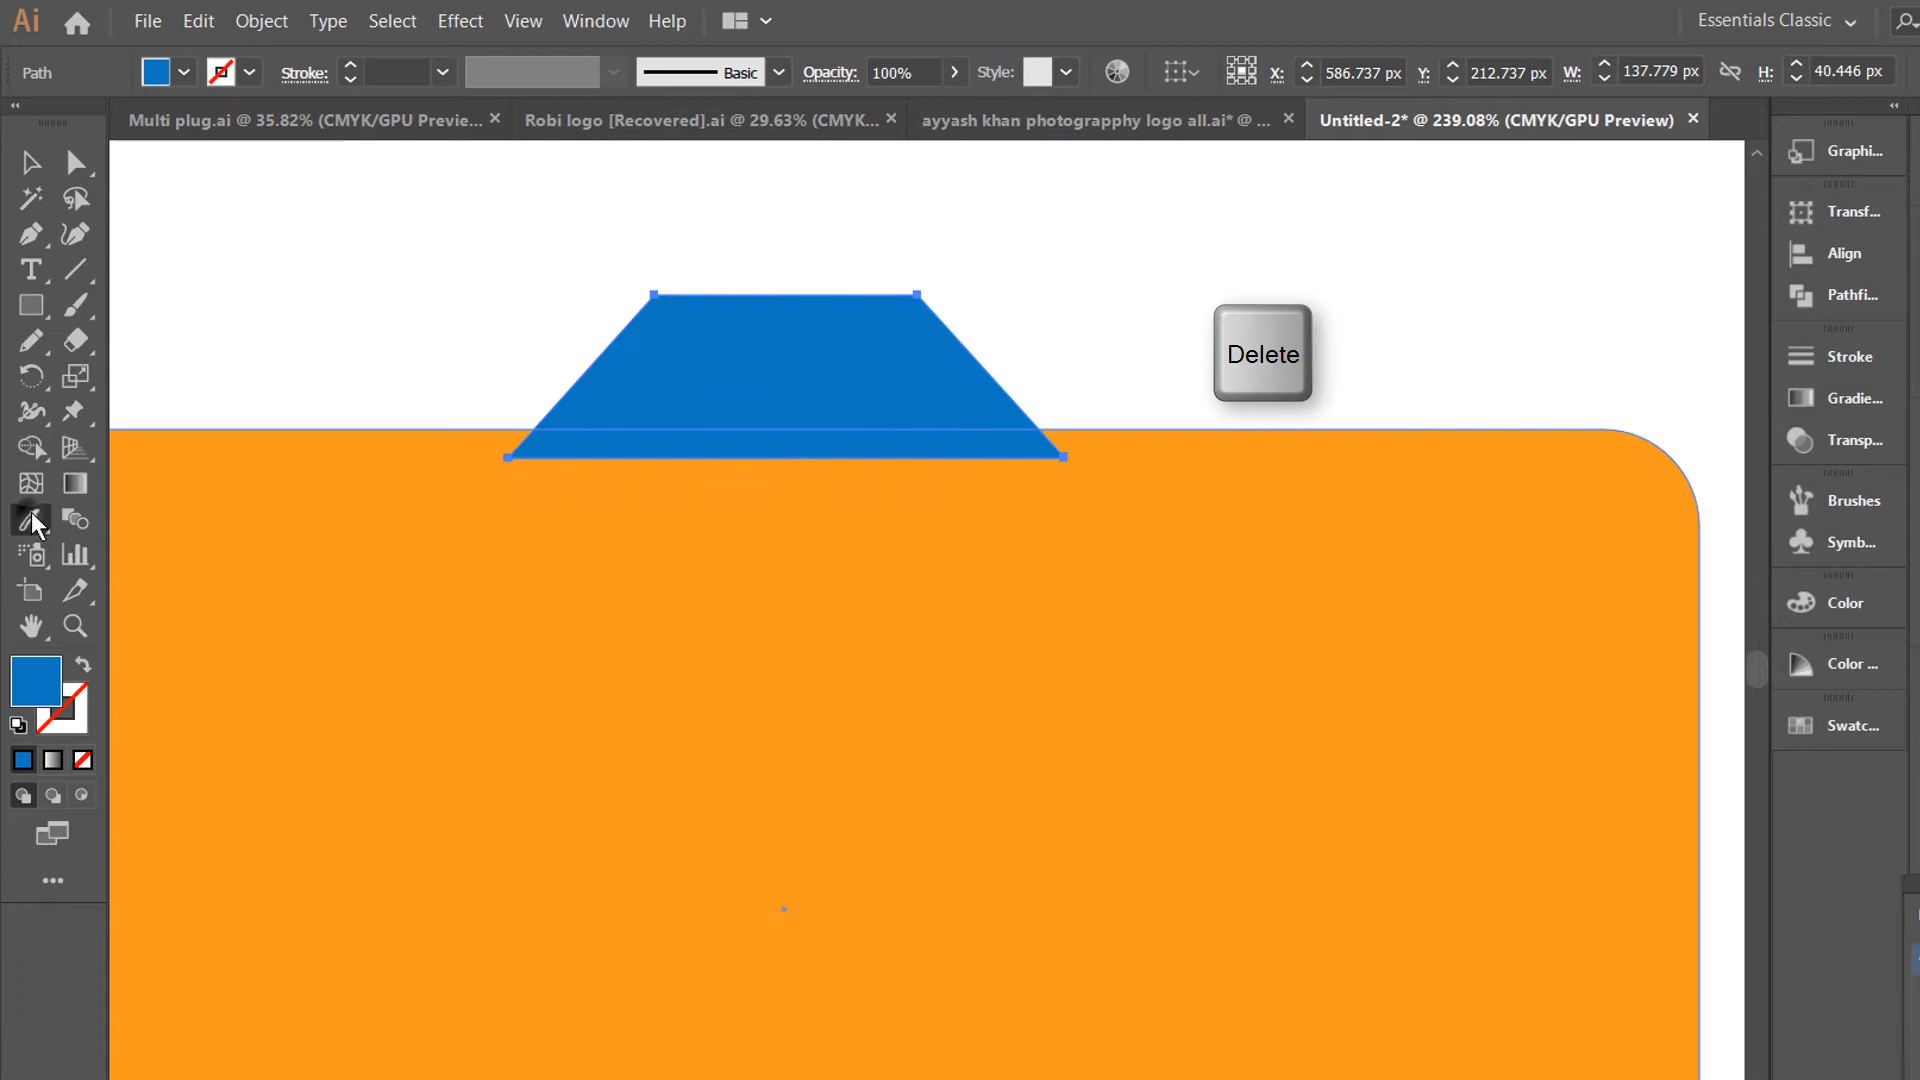 Ai File Edit Object Type Select Effect View Window Help Essentials Classic
Path Stroke: Basic Opacity: 100% Style: X: 586.737 px Y: 212.737 px W: 137.779 px H: 40.446 px
Multi plug.ai @ 35.82% (CMYK/GPU Previe... Robi logo [Recovered].ai @ 29.63% (CMYK... ayyash khan photograpphy logo all.ai* @ ... Untitled-2* @ 239.08% (CMYK/GPU Preview)
Graphi...
Transf...
Align
Pathfi...
Delete
Stroke
Gradie...
Transp...
Brushes
Symb...
Color
Color ...
Swatc...